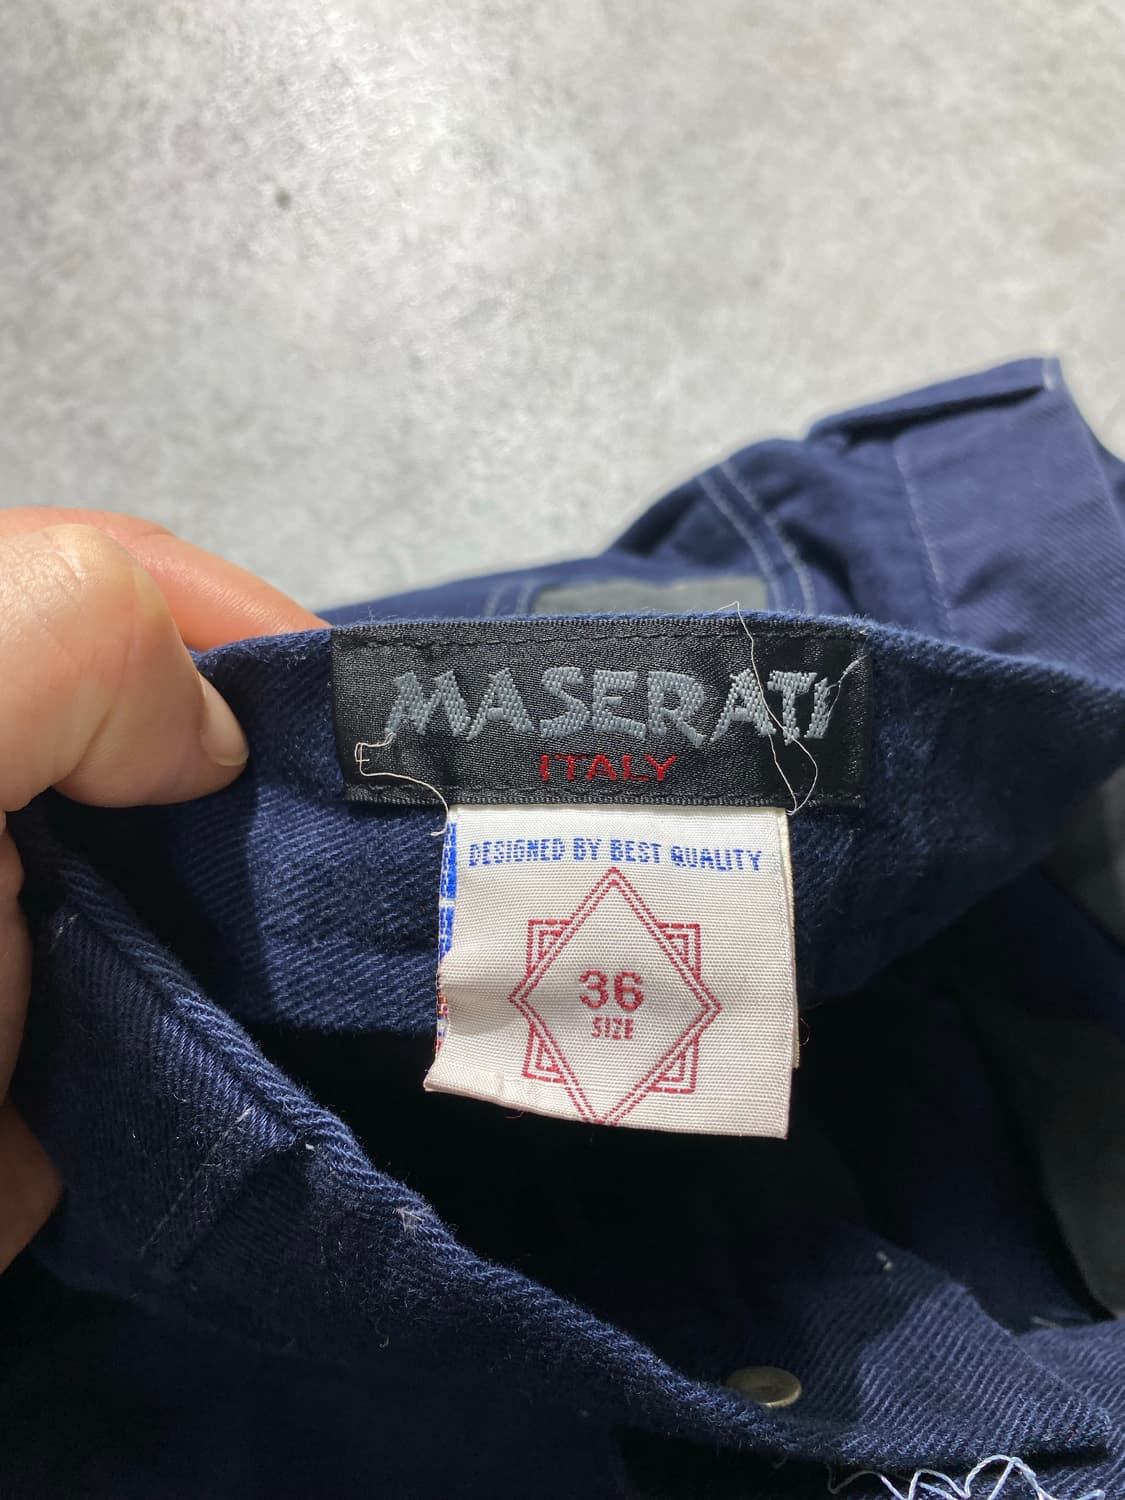 MASERATI
ITALY
DESIGNED BY BEST QUALITY
36
SIZE